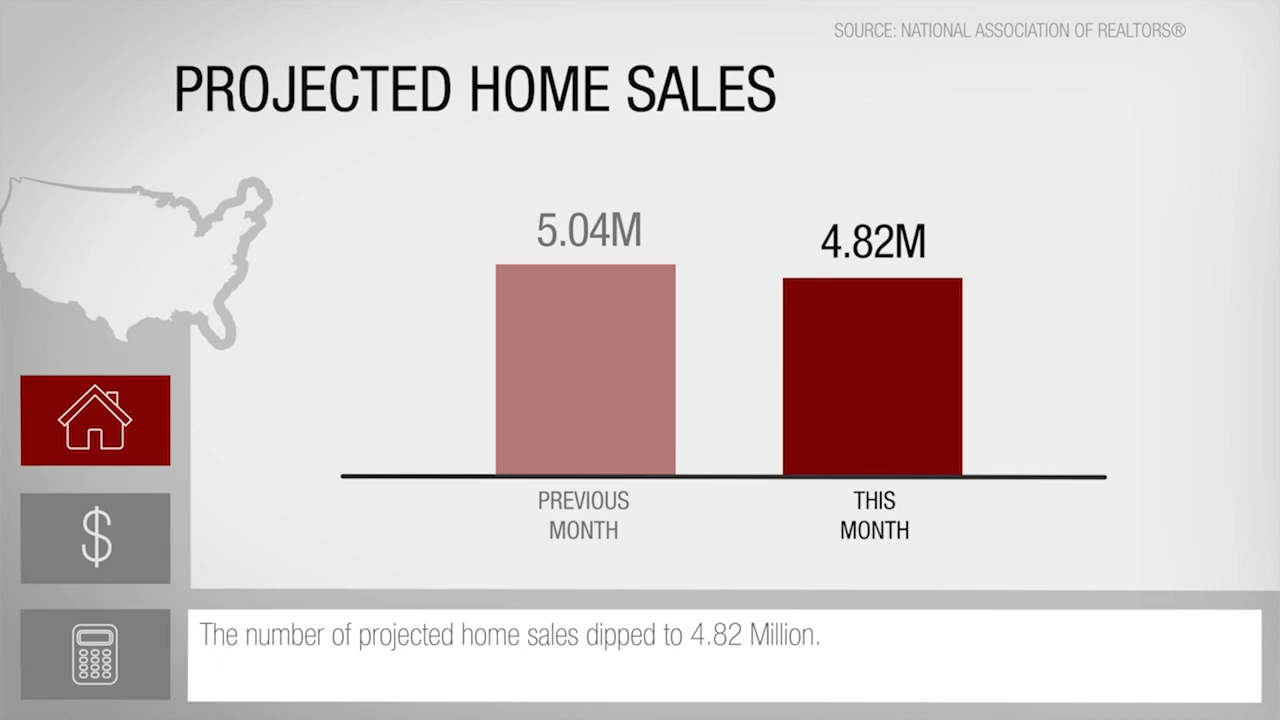 SOURCE: NATIONAL ASSOCIATION OF REALTORS®
PROJECTED HOME SALES
5.04M
4.82M
PREVIOUS
MONTH
THIS
MONTH
$
The number of projected home sales dipped to 4.82 Million.